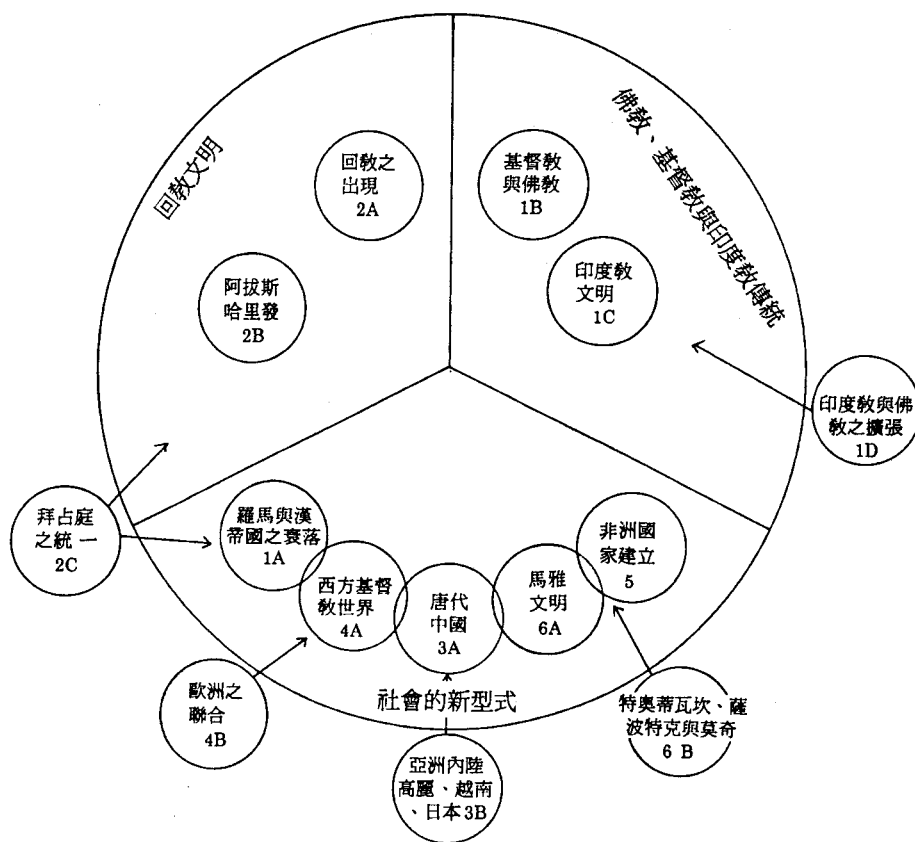 回教文明
佛教、基督教與印度教傳統
回教之
出現
2A
基督教
與佛教
1B
阿拔斯
哈里發
2B
印度教
文明
1C
印度教與佛
教之擴張
1D
拜占庭
之統一
2C
羅馬與漢
帝國之衰落
1A
西方基督
教世界
4A
唐代
中國
3A
馬雅
文明
6A
非洲國
家建立
5
社會的新型式
歐洲之
聯合
4B
亞洲內陸
高麗、越南
、日本3B
特奧蒂瓦坎、薩
波特克與莫奇
6 B